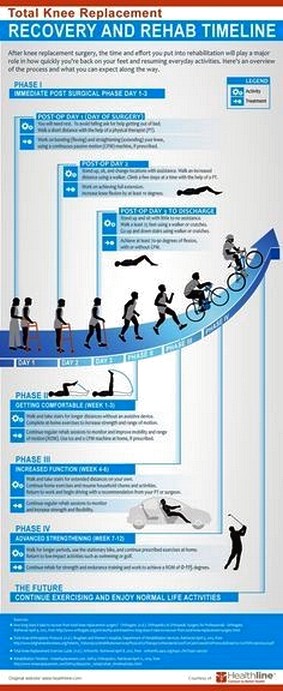 Total Knee Replacement
RECOVERY AND REHAB TIMELINE
After knee replacement surgery, the time and effort you put into rehabilitation will play a major
role in how quickly you're back on your feet and resuming everyday activities. Here's an overview
of the process and what you can expect along the way.
LEGEND
Activity
Treatment
PHASE I
IMMEDIATE POST SURGICAL PHASE DAY 1-3
POST-OP DAY 1 (DAY OF SURGERY)
You will need rest. To avoid falling ask for help getting out of bed.
Walk a short distance with the help of a physical therapist (PT).
Work on bending (flexing) and straightening (extending) your knee,
using a continuous passive motion (CPM) machine, if prescribed.
POST-OP DAY 2
Stand up, sit, and change locations with assistance. Walk an increased
distance using a walker. Climb a few steps at a time with the help of a PT.
Work on achieving full extension.
Increase knee flexion by at least 10 degrees.
POST-OP DAY 3 TO DISCHARGE
Stand up and sit with little to no assistance.
Walk a least 25 feet using a walker or crutches.
Go up and down stairs using walker or crutches.
Achieve at least 70-90 degrees of flexion,
with or without CPM.
DAY 1
DAY 2
DAY 3
PHASE II
PHASE III
PHASE IV
PHASE II
GETTING COMFORTABLE (WEEK 1-3)
Walk and take stairs for longer distances without an assistive device.
Complete exercises at home to increase strength and range of motion.
Continue regular rehab sessions to monitor and improve mobility and range
of motion (ROM). Use ice and a CPM machine at home, if prescribed.
PHASE III
INCREASED FUNCTION (WEEK 4-6)
Walk and take stairs for extended distances on your own.
Continue home exercises and resume household chores and activities.
Return to work and begin driving with a recommendation from your PT or surgeon.
Continue regular rehab sessions to monitor
and increase strength and flexibility.
PHASE IV
ADVANCED STRENGTHENING (WEEK 7-12)
Walk for longer periods, use the stationary bike, and continue prescribed exercises at home.
Return to low impact activities such as swimming or golf.
Continue rehab for strength and endurance training and work to achieve a ROM of 0-115 degrees.
THE FUTURE
CONTINUE EXERCISING AND ENJOY NORMAL LIFE ACTIVITIES
Sources:
Original website: www.healthline.com
Courtesy of:
Healthline